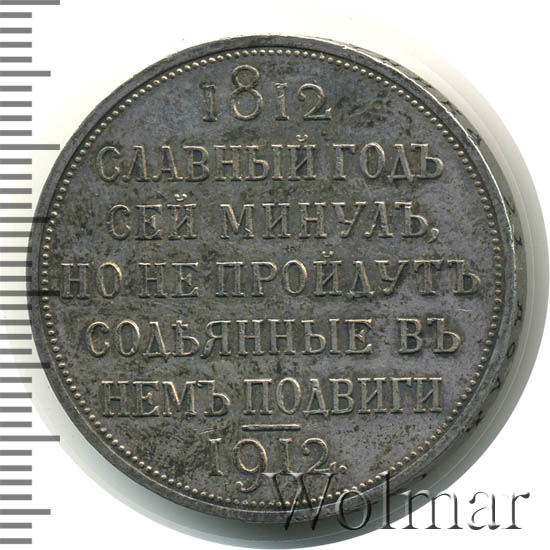 1812
СЛАВНЫЙ ГОДЪ
СЕЙ МИНУЛЪ,
НО НЕ ПРОЙДУТЪ
СОДѢЯННЫЕ ВЪ
НЕМЪ ПОДВИГИ
1912.
Wolmar